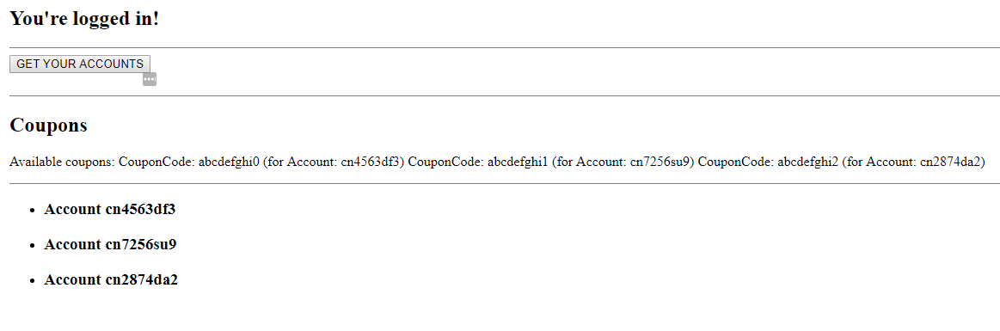 You're logged in!
GET YOUR ACCOUNTS
Coupons
Available coupons: CouponCode: abcdefghi0 (for Account: cn4563df3) CouponCode: abcdefghi1 (for Account: cn7256su9) CouponCode: abcdefghi2 (for Account: cn2874da2)
Account cn4563df3
Account cn7256su9
Account cn2874da2